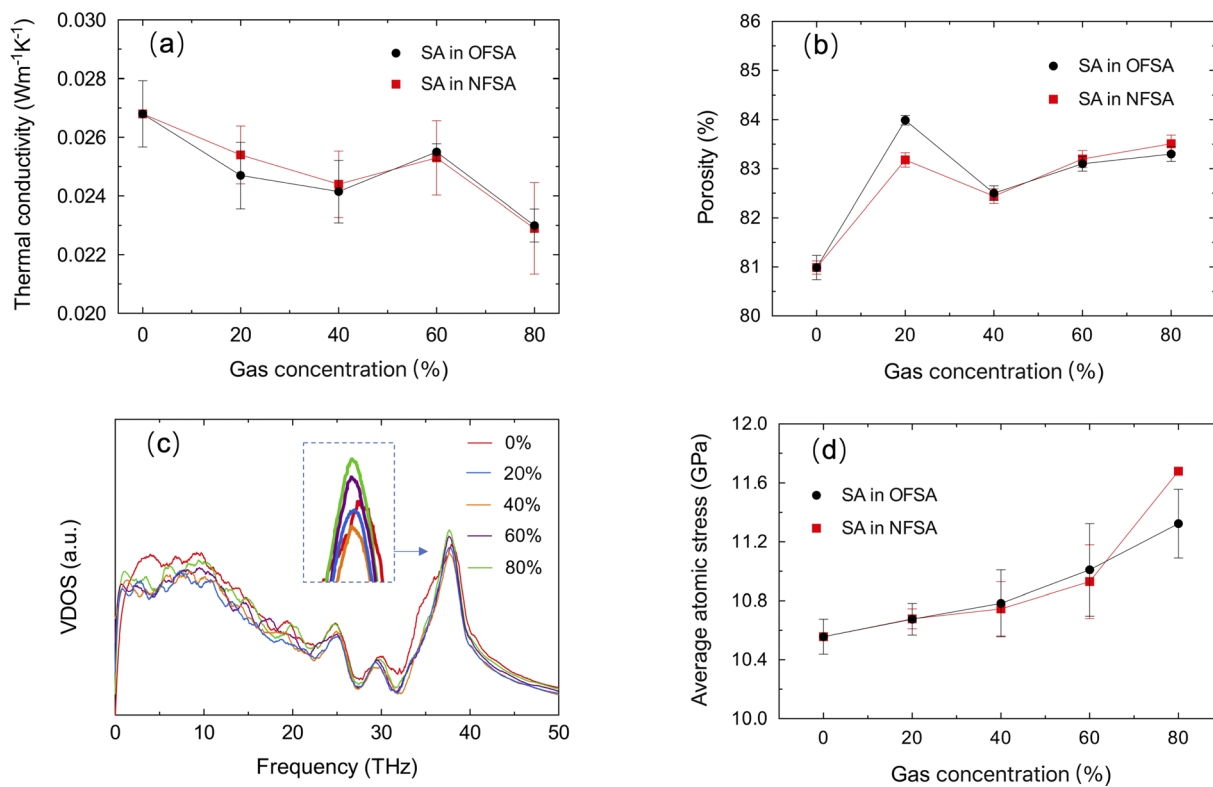 (a)
SA in OFSA
SA in NFSA
Thermal conductivity (Wm⁻¹K⁻¹)
0.030
0.028
0.026
0.024
0.022
0.020
0 20 40 60 80
Gas concentration (%)
(b)
SA in OFSA
SA in NFSA
Porosity (%)
86
85
84
83
82
81
80
0 20 40 60 80
Gas concentration (%)
(c)
0%
20%
40%
60%
80%
VDOS (a.u.)
0 10 20 30 40 50
Frequency (THz)
(d)
SA in OFSA
SA in NFSA
Average atomic stress (GPa)
12.0
11.6
11.2
10.8
10.4
10.0
0 20 40 60 80
Gas concentration (%)